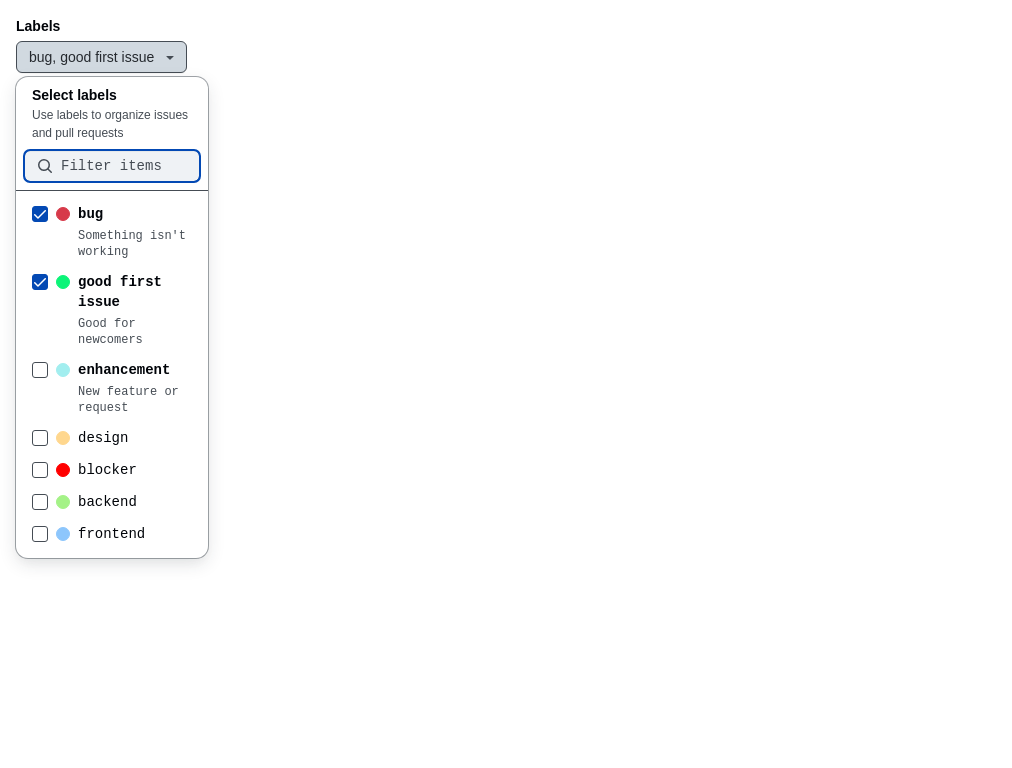 Labels
bug, good first issue
Select labels
Use labels to organize issues
and pull requests
Filter items
bug
Something isn't
working
good first
issue
Good for
newcomers
enhancement
New feature or
request
design
blocker
backend
frontend